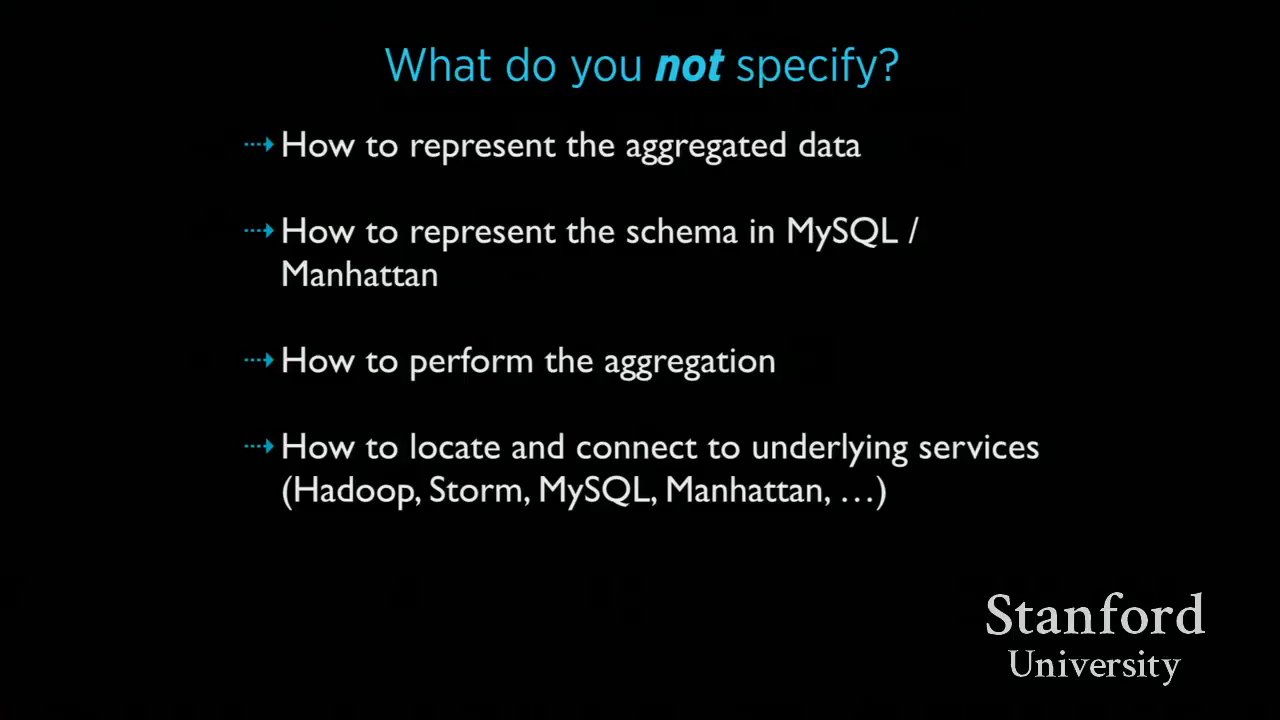 What do you not specify?
How to represent the aggregated data
How to represent the schema in MySQL /
Manhattan
How to perform the aggregation
How to locate and connect to underlying services
(Hadoop, Storm, MySQL, Manhattan, …)
Stanford
University